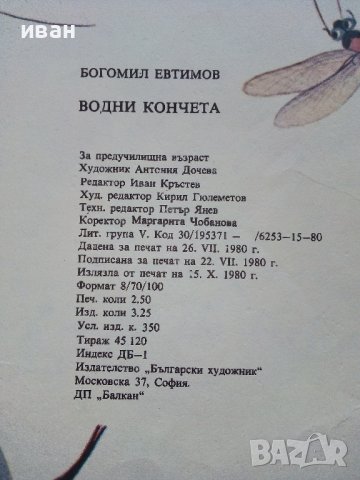 иван
БОГОМИЛ ЕВТИМОВ
ВОДНИ КОНЧЕТА
За предучилищна възраст
Художник Антония Дочева
Редактор Иван Кръстев
Худ. редактор Кирил Гюлеметов
Техн. редактор Петър Янев
Коректор Маргарита Чобанова
Лит. група V. Код 30/195371— /6253-15-80
Дадена за печат на 26. VII. 1980 г.
Подписана за печат на 22. VII. 1980 г.
Излязла от печат на 15. X. 1980 г.
Формат 8/70/100
Печ. коли 2.50
Изд. коли 3.25
Усл. изд. к. 350
Тираж 45 120
Индекс ДБ—1
Издателство „Български художник“
Московска 37, София.
ДП „Балкан“
BAZAR
bg